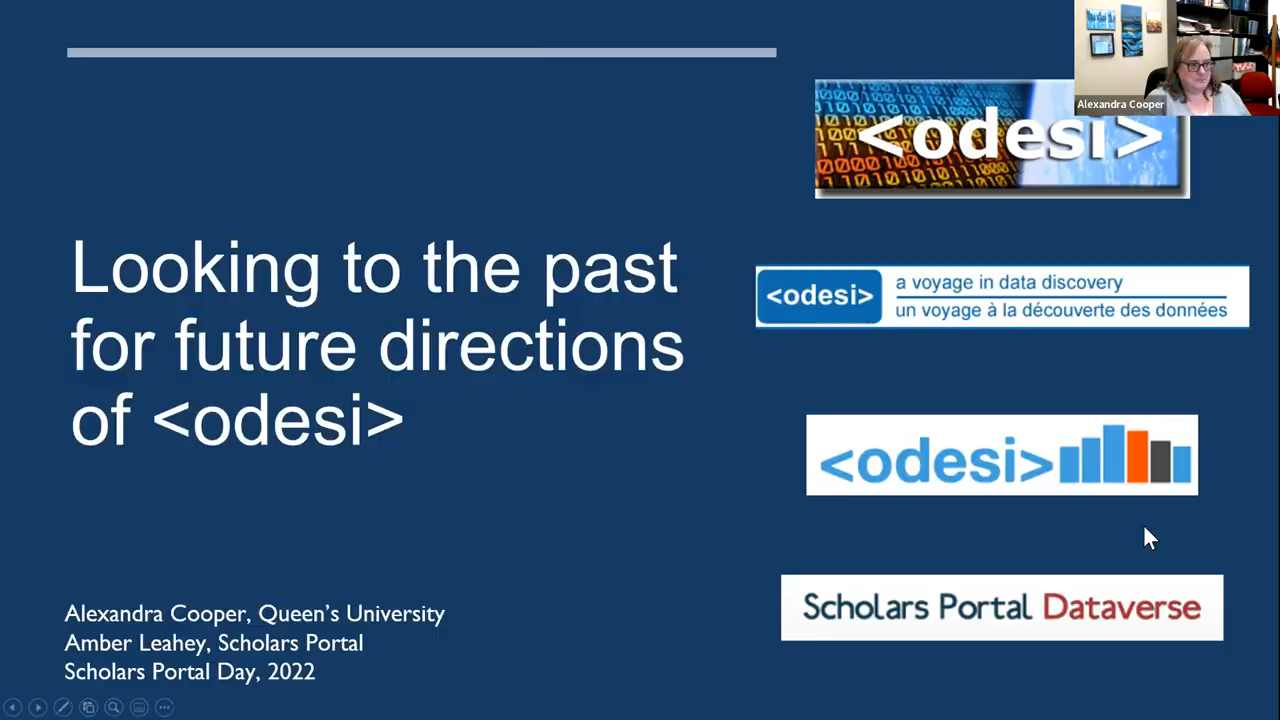 Looking to the past
for future directions
of <odesi>
Alexandra Cooper, Queen's University
Amber Leahey, Scholars Portal
Scholars Portal Day, 2022
Alexandra Cooper
<odesi>
<odesi>
a voyage in data discovery
un voyage à la découverte des données
<odesi>
Scholars Portal Dataverse